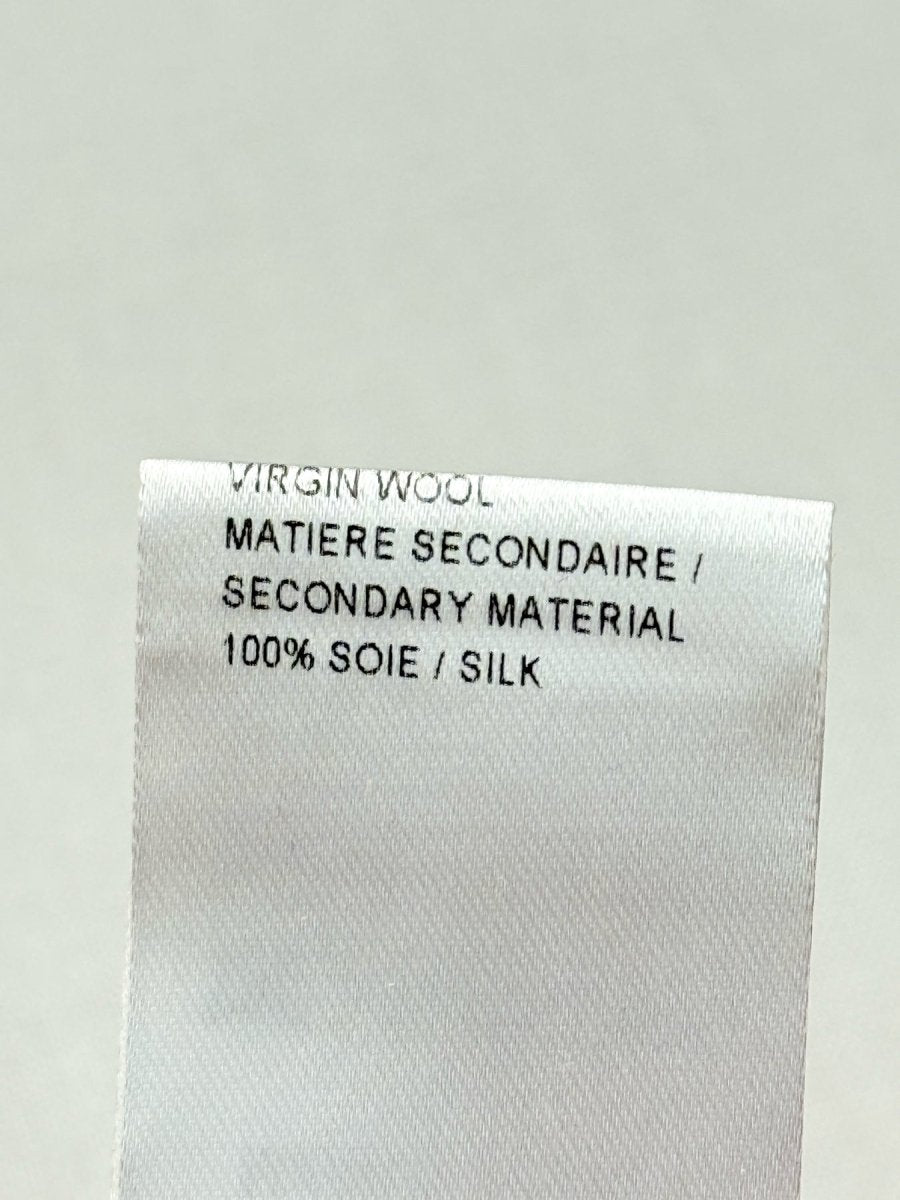 VIRGIN WOOL
MATIERE SECONDAIRE /
SECONDARY MATERIAL
100% SOIE / SILK